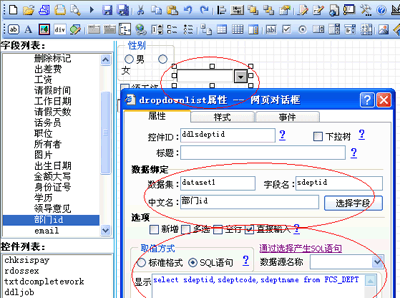 字段列表:
删除标记
出差费
工资
请假时间
工作日期
请假天数
话务员
职位
所有者
图片
出生日期
金额大写
身份证号
学历
领导意见
部门id
email
控件列表:
chksispay
rdossex
txtdcompletework
ddljob
性别
男
女
dropdownlist属性 -- 网页对话框
属性 样式 事件
控件ID: ddlsdeptid ? 下拉树 ?
标题: ?
数据绑定
数据集: dataset1 字段名: sdeptid
中文名: 部门id 选择字段
选项
新增 多选 空行 直接输入 ?
取值方式 通过选择产生SQL语句
标准格式 SQL语句 ? 数据源名称
显示 select sdeptid,sdeptcode,sdeptname from FCS_DEPT ?